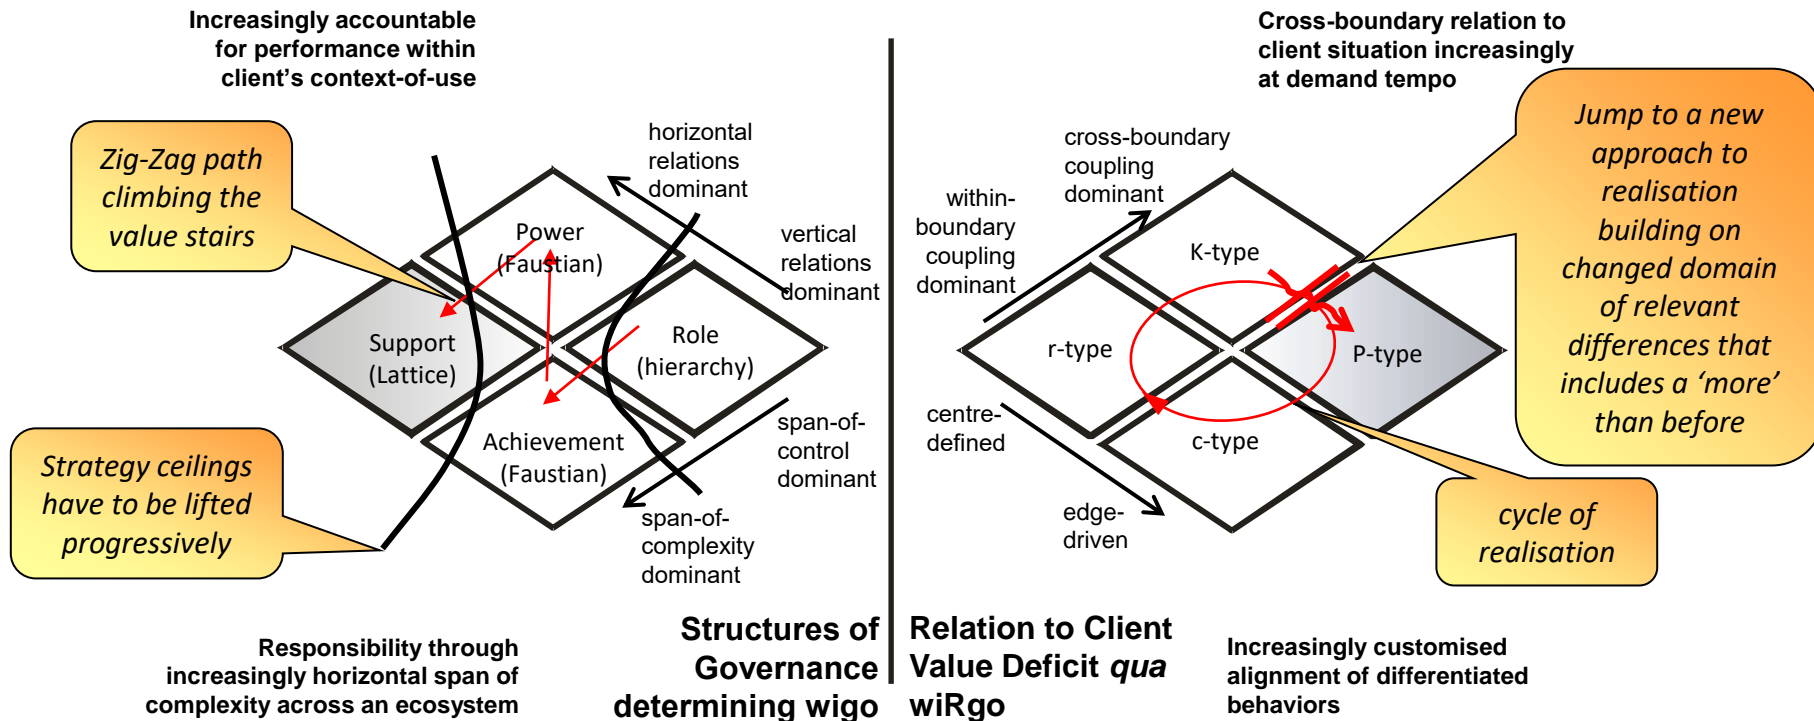 Increasingly accountable
for performance within
client's context-of-use
Zig-Zag path
climbing the
value stairs
horizontal
relations
dominant
vertical
relations
dominant
Power
(Faustian)
Support
(Lattice)
Role
(hierarchy)
Achievement
(Faustian)
span-of-
control
dominant
span-of-
complexity
dominant
Strategy ceilings
have to be lifted
progressively
Responsibility through
increasingly horizontal span of
complexity across an ecosystem
Structures of
Governance
determining wigo
Cross-boundary relation to
client situation increasingly
at demand tempo
cross-boundary
coupling
dominant
within-
boundary
coupling
dominant
K-type
r-type
P-type
c-type
centre-
defined
edge-
driven
Jump to a new
approach to
realisation
building on
changed domain
of relevant
differences that
includes a ‘more’
than before
cycle of
realisation
Relation to Client
Value Deficit qua
wiRgo
Increasingly customised
alignment of differentiated
behaviors